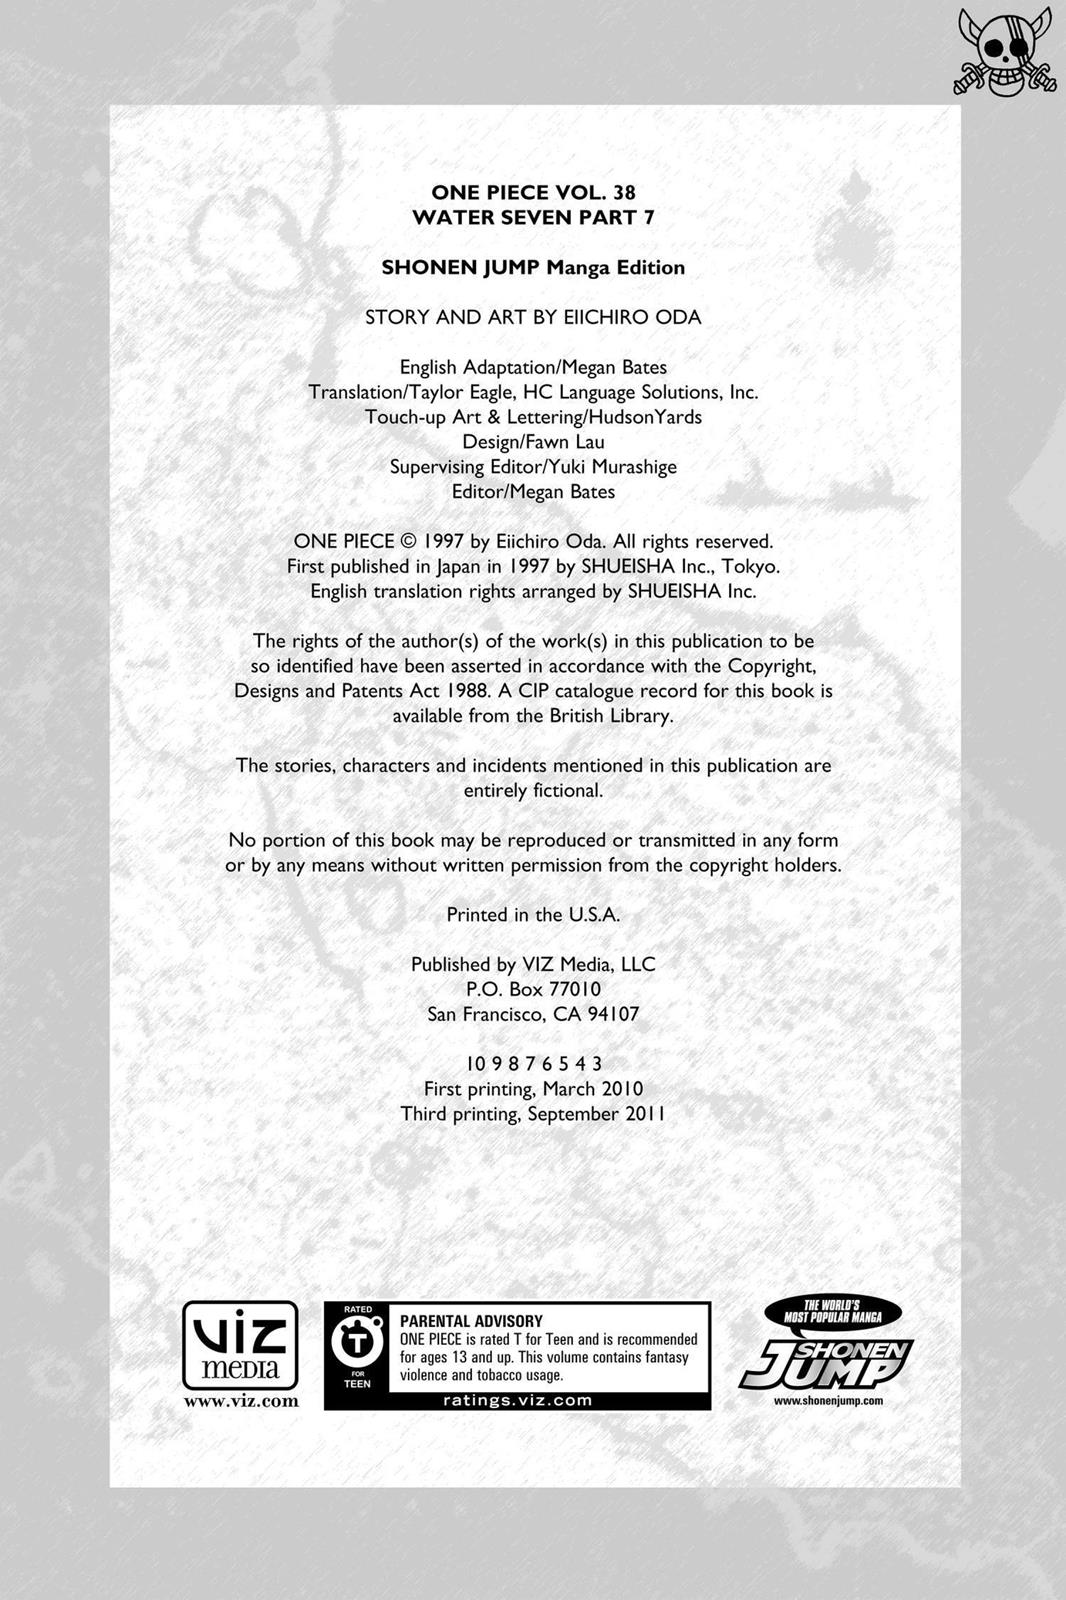 ONE PIECE VOL. 38
WATER SEVEN PART 7
SHONEN JUMP Manga Edition
STORY AND ART BY EIICHIRO ODA
English Adaptation/Megan Bates
Translation/Taylor Eagle, HC Language Solutions, Inc.
Touch-up Art & Lettering/HudsonYards
Design/Fawn Lau
Supervising Editor/Yuki Murashige
Editor/Megan Bates
ONE PIECE © 1997 by Eiichiro Oda. All rights reserved.
First published in Japan in 1997 by SHUEISHA Inc., Tokyo.
English translation rights arranged by SHUEISHA Inc.
The rights of the author(s) of the work(s) in this publication to be
so identified have been asserted in accordance with the Copyright,
Designs and Patents Act 1988. A CIP catalogue record for this book is
available from the British Library.
The stories, characters and incidents mentioned in this publication are
entirely fictional.
No portion of this book may be reproduced or transmitted in any form
or by any means without written permission from the copyright holders.
Printed in the U.S.A.
Published by VIZ Media, LLC
P.O. Box 77010
San Francisco, CA 94107
10 9 8 7 6 5 4 3
First printing, March 2010
Third printing, September 2011
VIZ
MEDIA
www.viz.com
RATED
T
FOR
TEEN
PARENTAL ADVISORY
ONE PIECE is rated T for Teen and is recommended
for ages 13 and up. This volume contains fantasy
violence and tobacco usage.
ratings.viz.com
THE WORLD'S
MOST POPULAR MANGA
SHONEN
JUMP
www.shonenjump.com